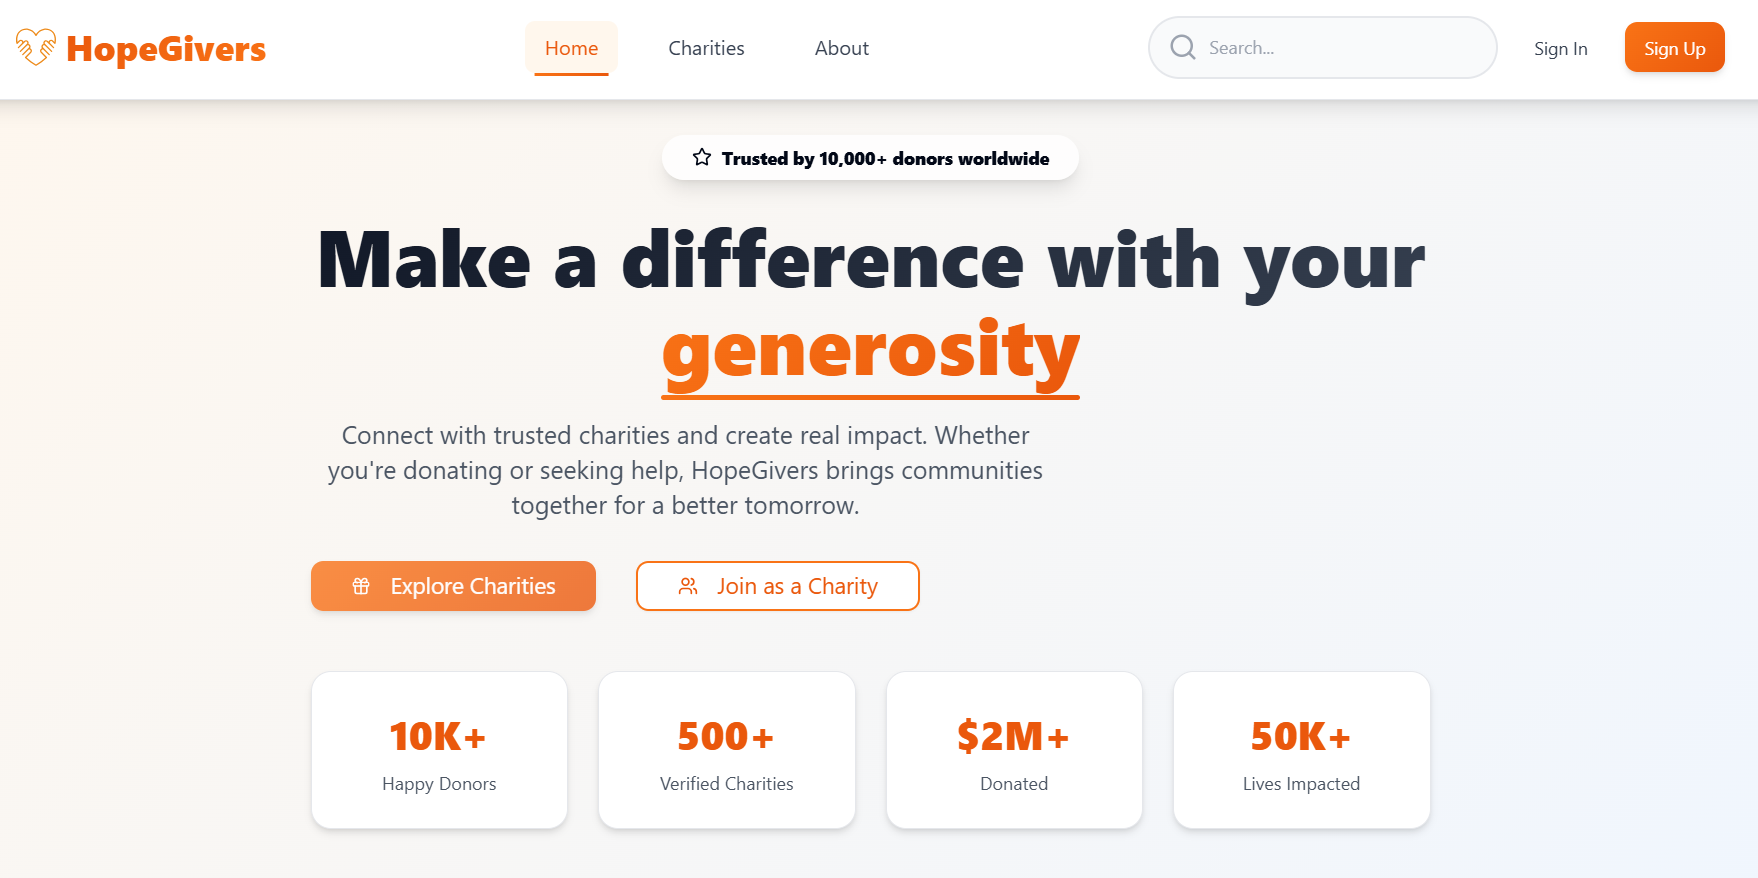 HopeGivers
Home
Charities
About
Search...
Sign In
Sign Up
Trusted by 10,000+ donors worldwide
Make a difference with your
generosity
Connect with trusted charities and create real impact. Whether
you're donating or seeking help, HopeGivers brings communities
together for a better tomorrow.
Explore Charities
Join as a Charity
10K+
Happy Donors
500+
Verified Charities
$2M+
Donated
50K+
Lives Impacted